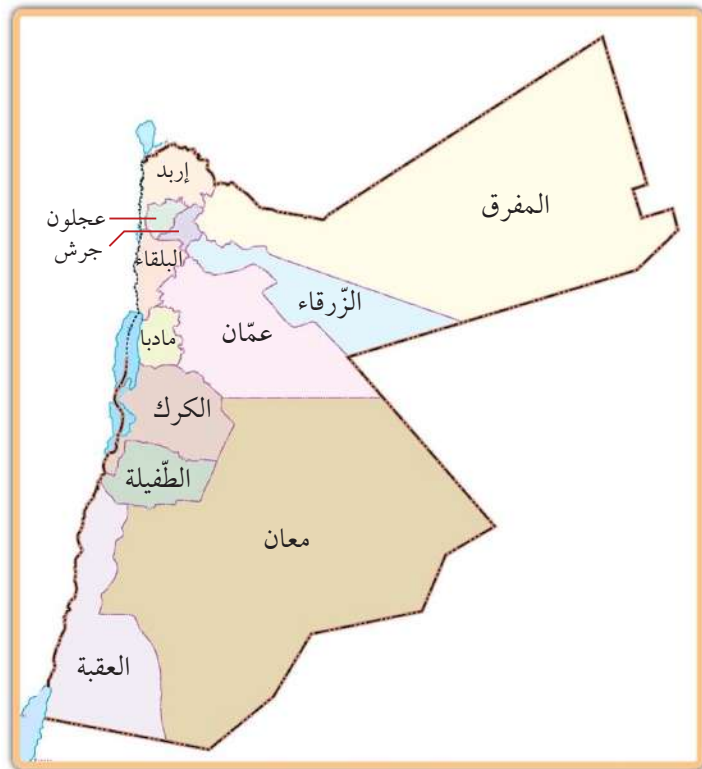 إربد
عجلون
جرش
المفرق
البلقاء
الزّرقاء
عمّان
مادبا
الكرك
الطّفيلة
معان
العقبة